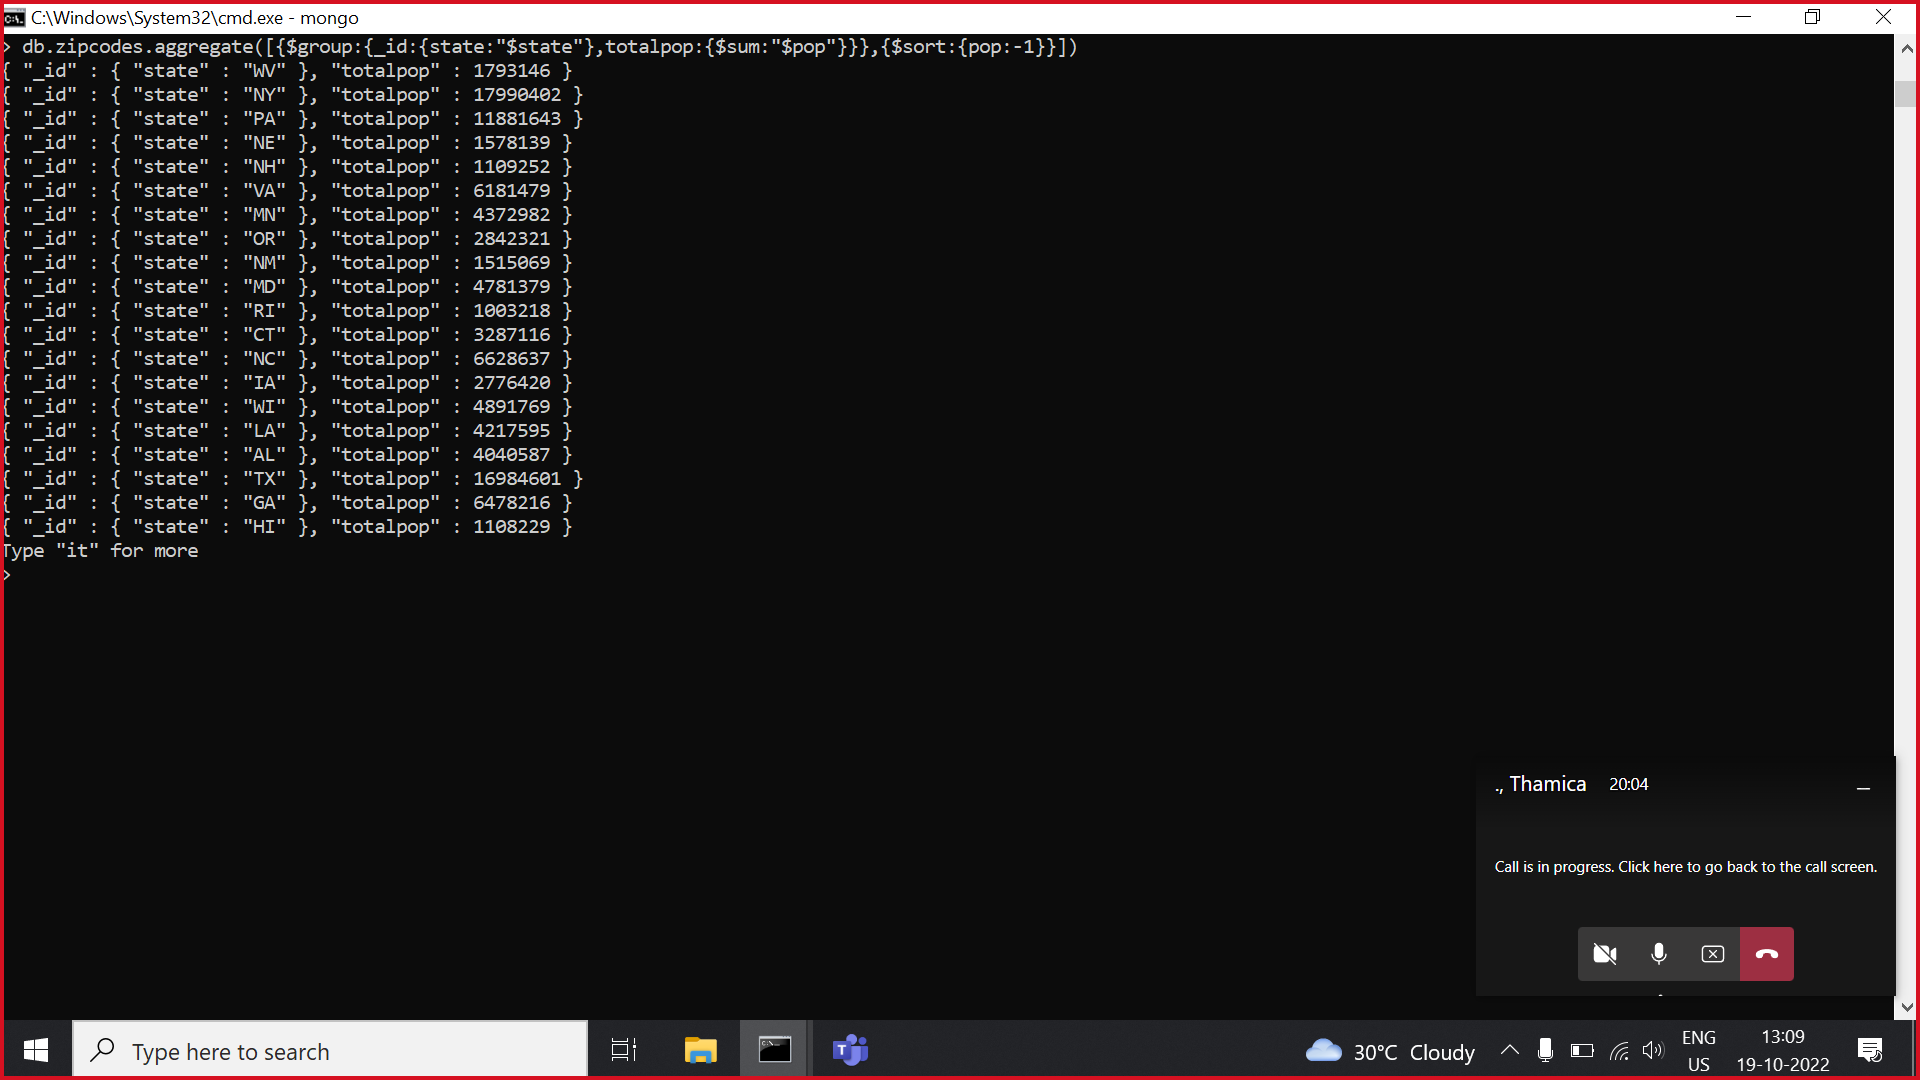 C:\Windows\System32\cmd.exe - mongo
> db.zipcodes.aggregate([{$group:{_id:{state:"$state"},totalpop:{$sum:"$pop"}}},{$sort:{pop:-1}}])
{ "_id" : { "state" : "WV" }, "totalpop" : 1793146 }
{ "_id" : { "state" : "NY" }, "totalpop" : 17990402 }
{ "_id" : { "state" : "PA" }, "totalpop" : 11881643 }
{ "_id" : { "state" : "NE" }, "totalpop" : 1578139 }
{ "_id" : { "state" : "NH" }, "totalpop" : 1109252 }
{ "_id" : { "state" : "VA" }, "totalpop" : 6181479 }
{ "_id" : { "state" : "MN" }, "totalpop" : 4372982 }
{ "_id" : { "state" : "OR" }, "totalpop" : 2842321 }
{ "_id" : { "state" : "NM" }, "totalpop" : 1515069 }
{ "_id" : { "state" : "MD" }, "totalpop" : 4781379 }
{ "_id" : { "state" : "RI" }, "totalpop" : 1003218 }
{ "_id" : { "state" : "CT" }, "totalpop" : 3287116 }
{ "_id" : { "state" : "NC" }, "totalpop" : 6628637 }
{ "_id" : { "state" : "IA" }, "totalpop" : 2776420 }
{ "_id" : { "state" : "WI" }, "totalpop" : 4891769 }
{ "_id" : { "state" : "LA" }, "totalpop" : 4217595 }
{ "_id" : { "state" : "AL" }, "totalpop" : 4040587 }
{ "_id" : { "state" : "TX" }, "totalpop" : 16984601 }
{ "_id" : { "state" : "GA" }, "totalpop" : 6478216 }
{ "_id" : { "state" : "HI" }, "totalpop" : 1108229 }
Type "it" for more
>
., Thamica 20:04
Call is in progress. Click here to go back to the call screen.
Type here to search
30°C Cloudy
ENG
US
13:09
19-10-2022